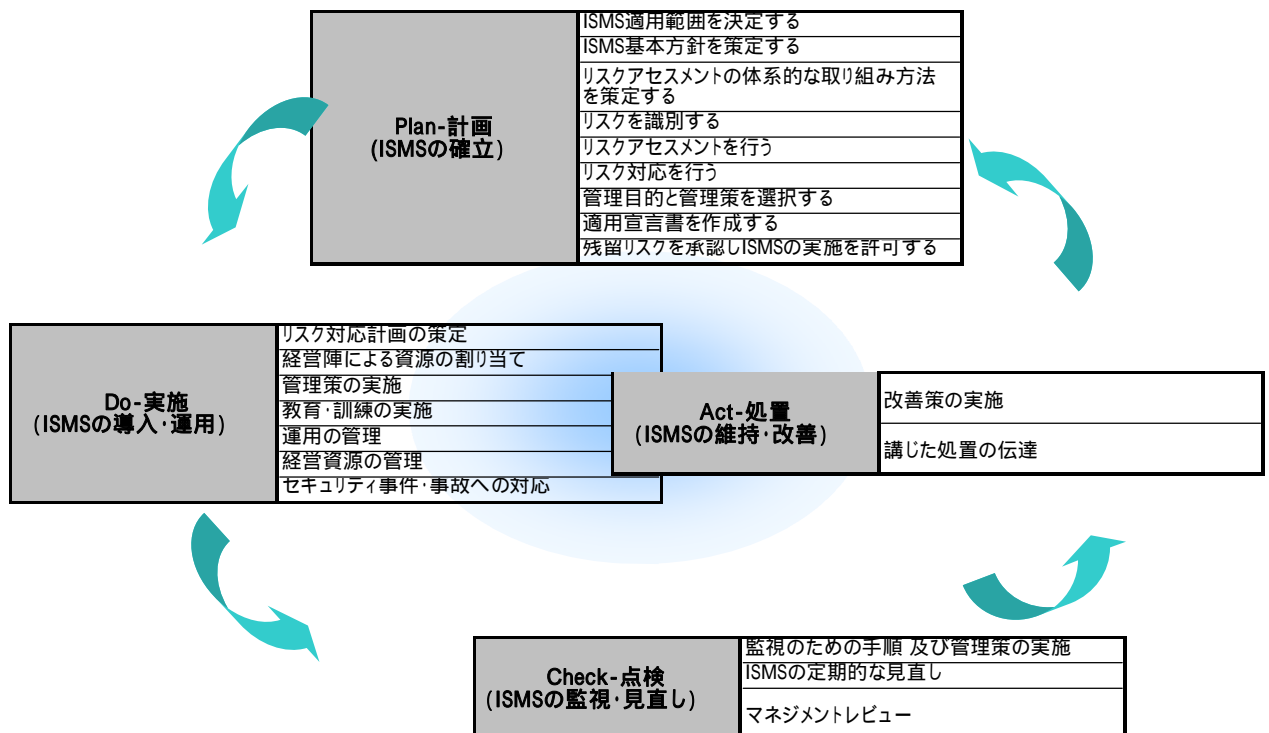 Plan-計画
(ISMSの確立)
ISMS適用範囲を決定する
ISMS基本方針を策定する
リスクアセスメントの体系的な取り組み方法
を策定する
リスクを識別する
リスクアセスメントを行う
リスク対応を行う
管理目的と管理策を選択する
適用宣言書を作成する
残留リスクを承認しISMSの実施を許可する
Do-実施
(ISMSの導入・運用)
リスク対応計画の策定
経営陣による資源の割り当て
管理策の実施
教育・訓練の実施
運用の管理
経営資源の管理
セキュリティ事件・事故への対応
Act-処置
(ISMSの維持・改善)
改善策の実施
講じた処置の伝達
Check-点検
(ISMSの監視・見直し)
監視のための手順 及び管理策の実施
ISMSの定期的な見直し
マネジメントレビュー